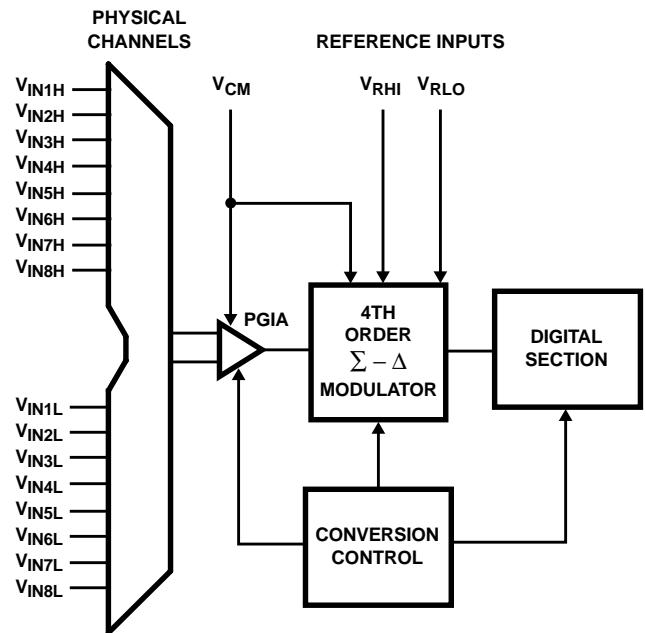 PHYSICAL
CHANNELS
REFERENCE INPUTS
VCM
VRHI
VRLO
VIN1H
VIN2H
VIN3H
VIN4H
VIN5H
VIN6H
VIN7H
VIN8H
PGIA
4TH
ORDER
Σ – Δ
MODULATOR
DIGITAL
SECTION
VIN1L
VIN2L
VIN3L
VIN4L
VIN5L
VIN6L
VIN7L
VIN8L
CONVERSION
CONTROL